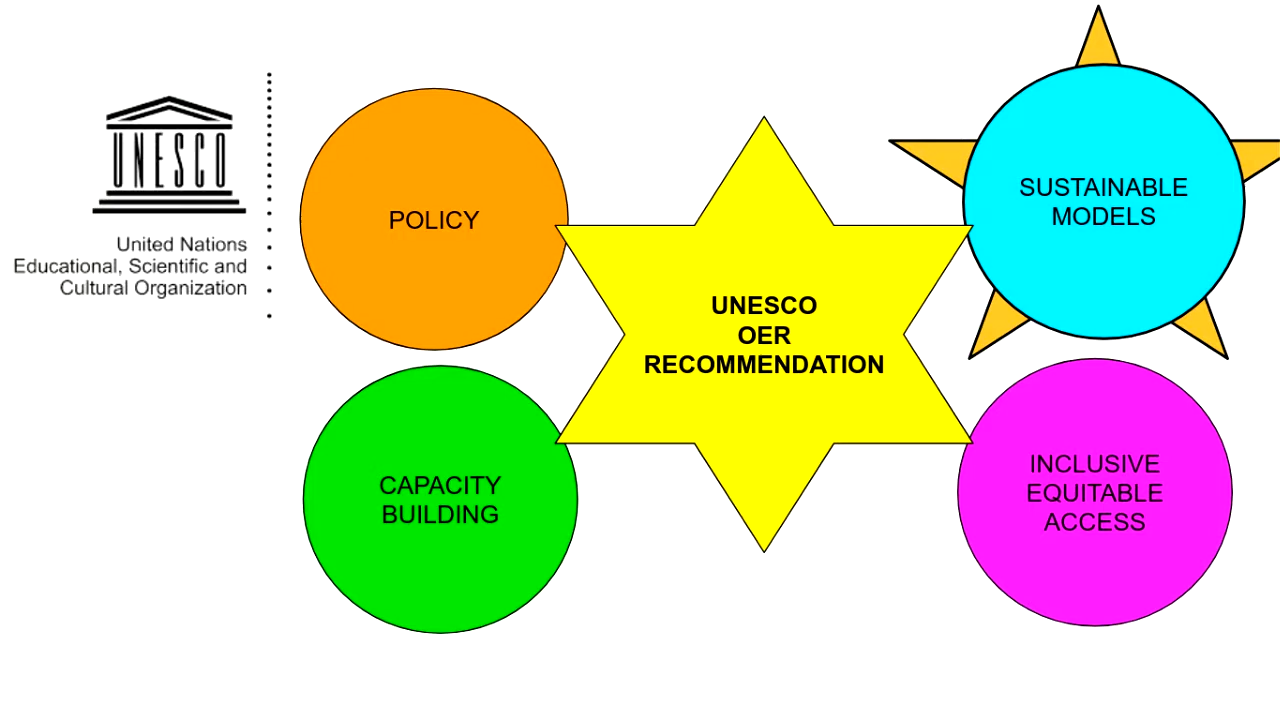 UNESCO
United Nations
Educational, Scientific and
Cultural Organization
POLICY
CAPACITY
BUILDING
UNESCO
OER
RECOMMENDATION
SUSTAINABLE
MODELS
INCLUSIVE
EQUITABLE
ACCESS